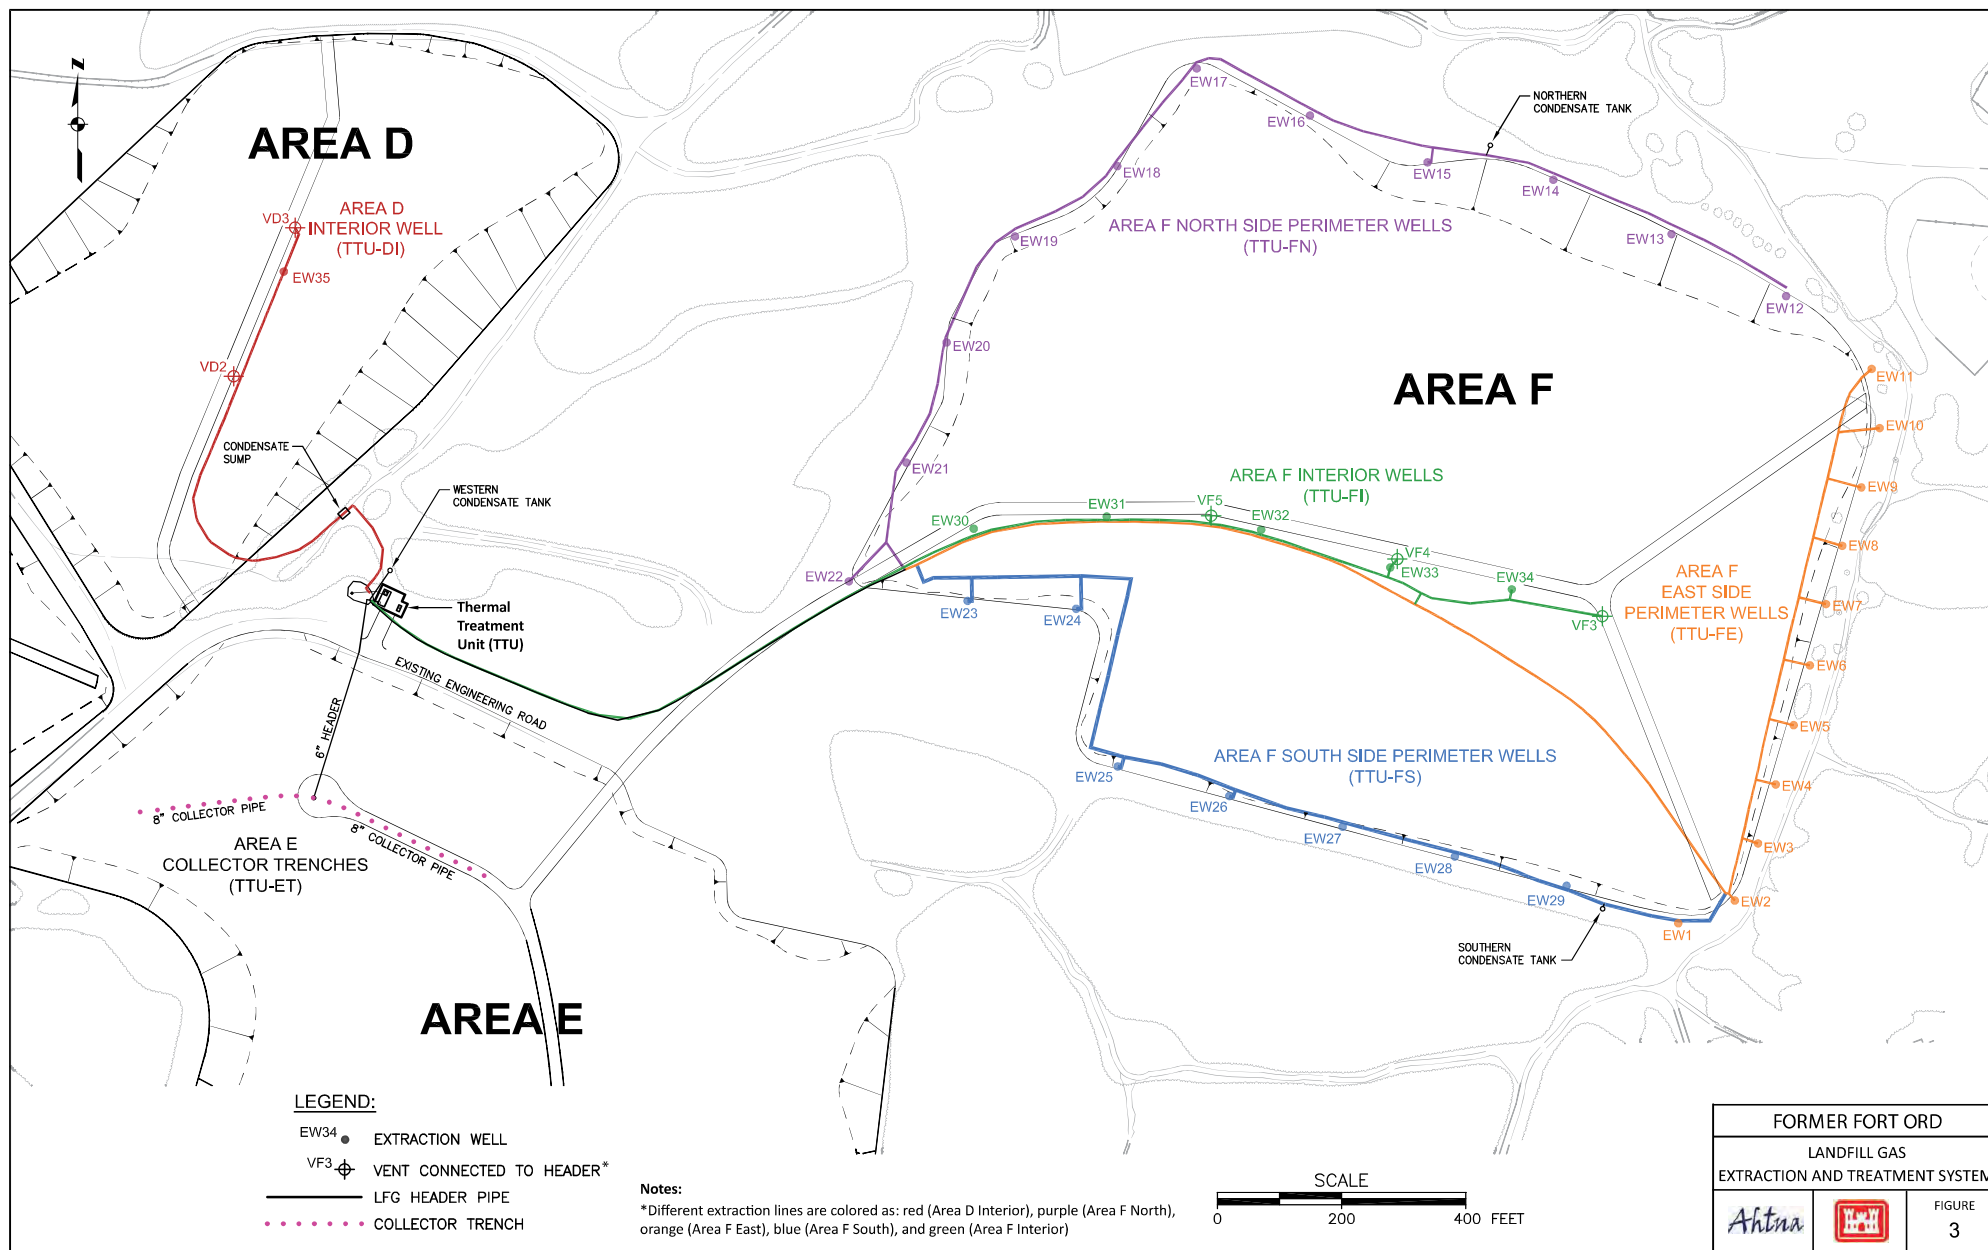 N
AREA D
AREA D
INTERIOR WELL
(TTU-DI)
VD3
EW35
VD2
CONDENSATE
SUMP
WESTERN
CONDENSATE TANK
Thermal
Treatment
Unit (TTU)
EXISTING ENGINEERING ROAD
6" HEADER
8" COLLECTOR PIPE
8" COLLECTOR PIPE
AREA E
COLLECTOR TRENCHES
(TTU-ET)
AREA E
EW17
EW16
NORTHERN
CONDENSATE TANK
EW15
EW14
EW18
AREA F NORTH SIDE PERIMETER WELLS
(TTU-FN)
EW13
EW19
EW12
EW20
AREA F
EW11
EW10
EW21
AREA F INTERIOR WELLS
(TTU-FI)
EW9
EW30
EW31
VF5
EW32
VF4
EW33
EW34
VF3
EW8
AREA F
EAST SIDE
PERIMETER WELLS
(TTU-FE)
EW7
EW22
EW23
EW24
EW6
EW5
AREA F SOUTH SIDE PERIMETER WELLS
(TTU-FS)
EW25
EW4
EW26
EW27
EW3
EW28
EW29
EW2
EW1
SOUTHERN
CONDENSATE TANK
LEGEND:
EW34 EXTRACTION WELL
VF3 VENT CONNECTED TO HEADER*
LFG HEADER PIPE
COLLECTOR TRENCH
Notes:
*Different extraction lines are colored as: red (Area D Interior), purple (Area F North),
orange (Area F East), blue (Area F South), and green (Area F Interior)
SCALE
0 200 400 FEET
FORMER FORT ORD
LANDFILL GAS
EXTRACTION AND TREATMENT SYSTEM
Ahtna
FIGURE
3